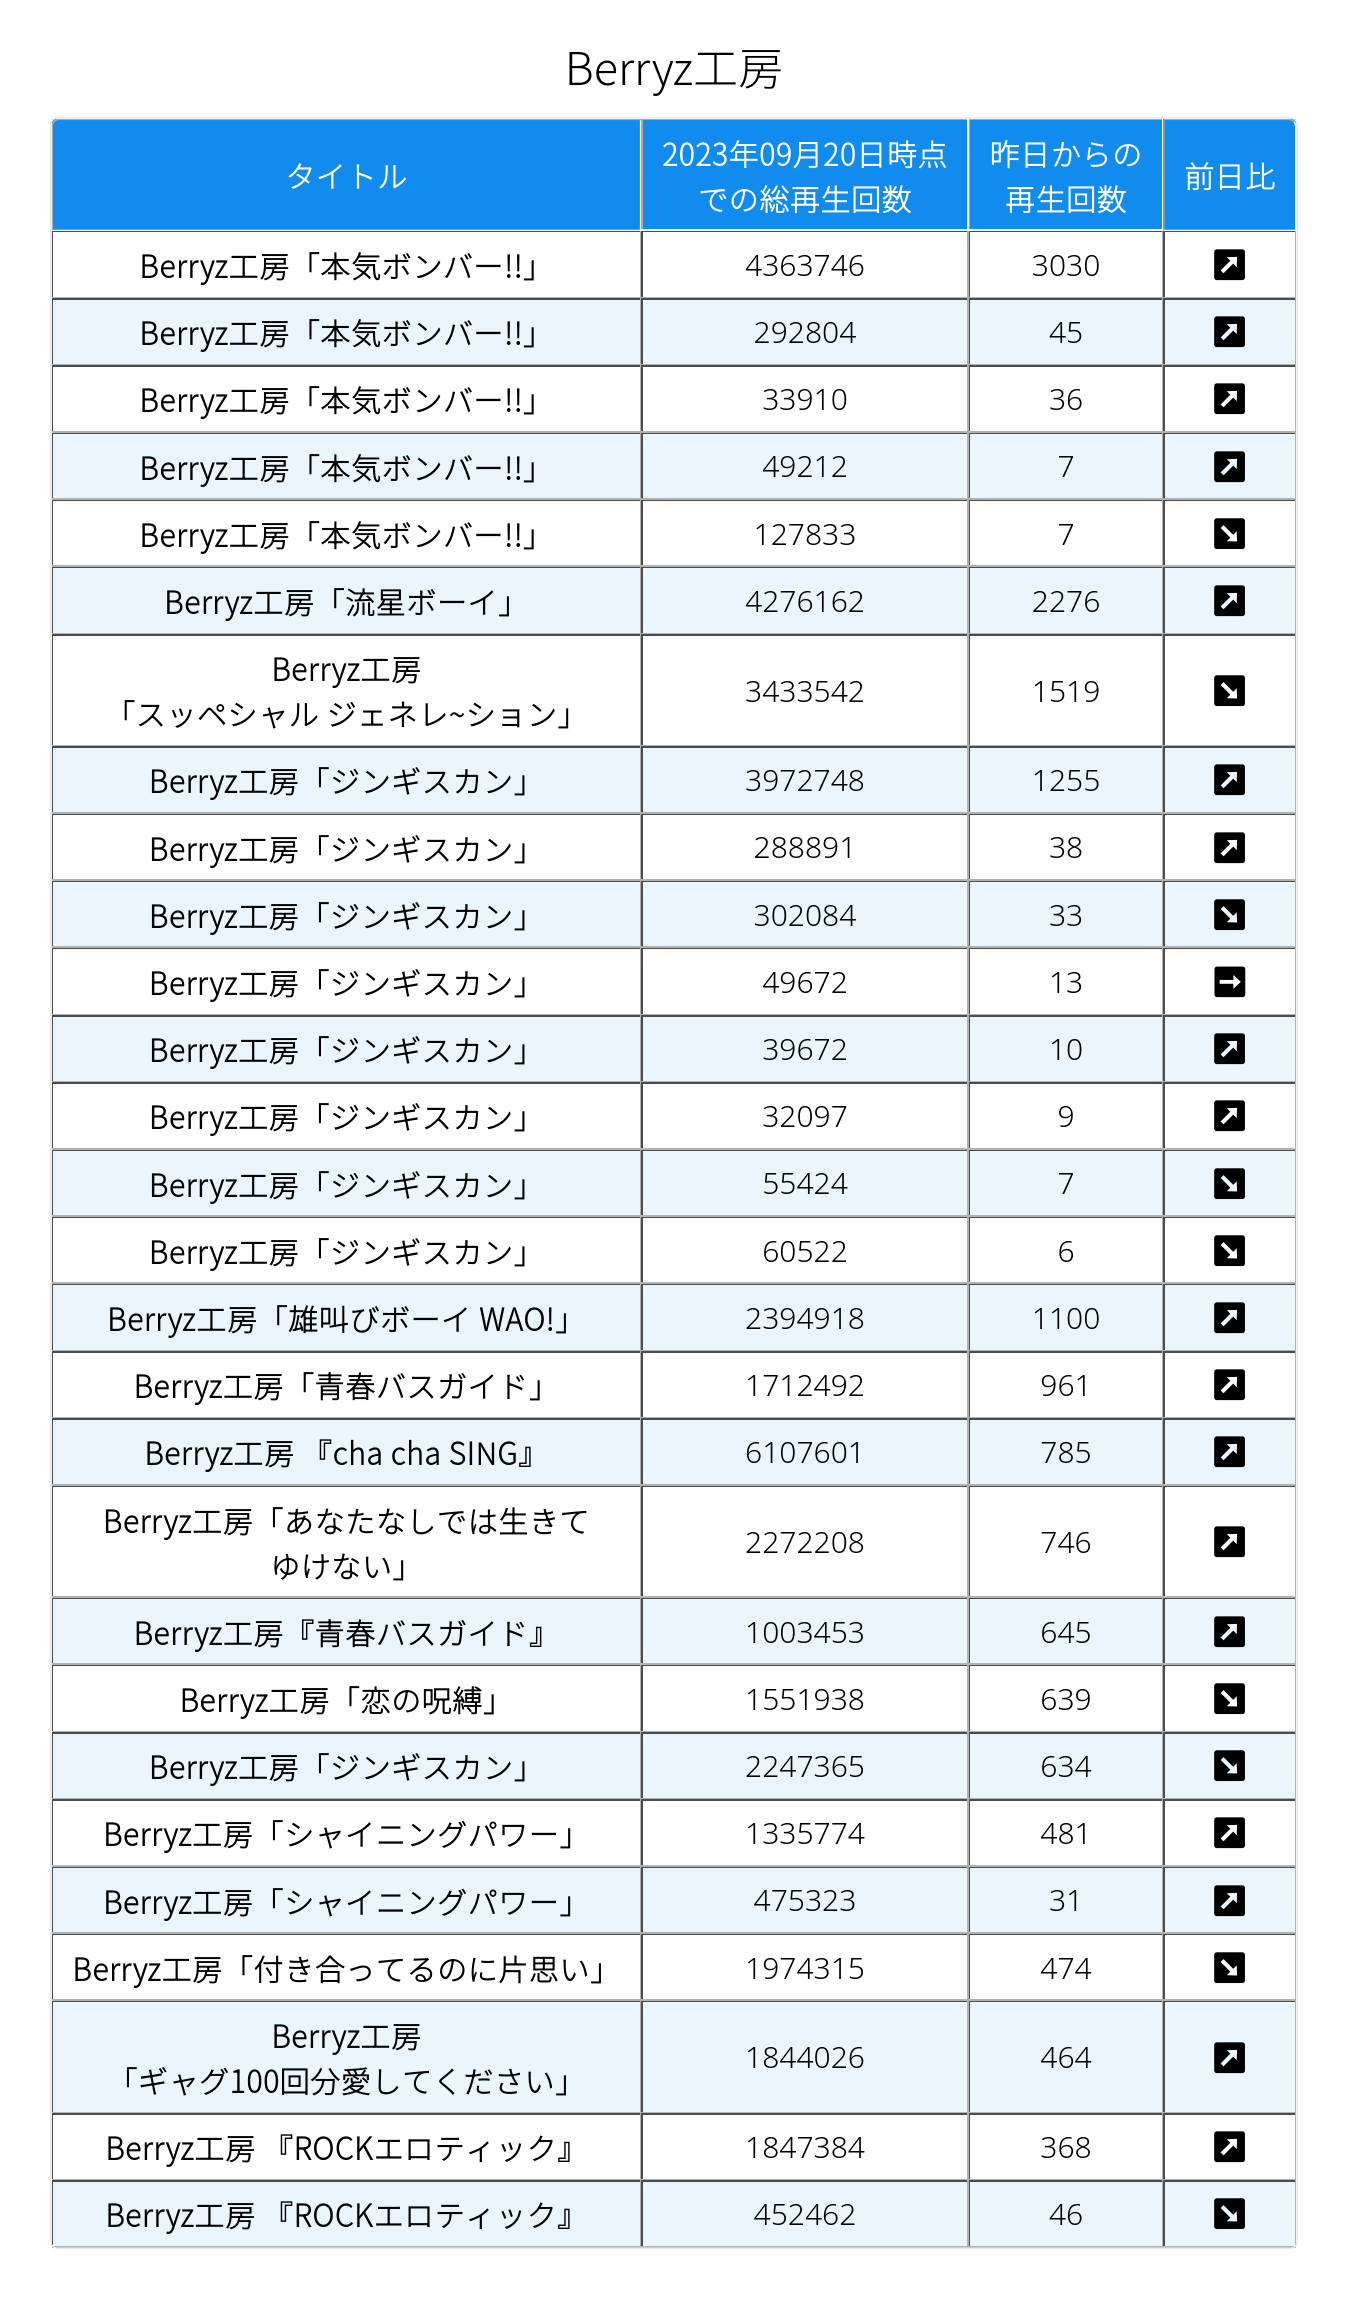 Berryz工房
タイトル
2023年09月20日時点
での総再生回数
昨日からの
再生回数
前日比
Berryz工房「本気ボンバー!!」 4363746 3030 ↗
Berryz工房「本気ボンバー!!」 292804 45 ↗
Berryz工房「本気ボンバー!!」 33910 36 ↗
Berryz工房「本気ボンバー!!」 49212 7 ↗
Berryz工房「本気ボンバー!!」 127833 7 ↘
Berryz工房「流星ボーイ」 4276162 2276 ↗
Berryz工房
「スッペシャル ジェネレ~ション」 3433542 1519 ↘
Berryz工房「ジンギスカン」 3972748 1255 ↗
Berryz工房「ジンギスカン」 288891 38 ↗
Berryz工房「ジンギスカン」 302084 33 ↘
Berryz工房「ジンギスカン」 49672 13 →
Berryz工房「ジンギスカン」 39672 10 ↗
Berryz工房「ジンギスカン」 32097 9 ↗
Berryz工房「ジンギスカン」 55424 7 ↘
Berryz工房「ジンギスカン」 60522 6 ↘
Berryz工房「雄叫びボーイ WAO!」 2394918 1100 ↗
Berryz工房「青春バスガイド」 1712492 961 ↗
Berryz工房 『cha cha SING』 6107601 785 ↗
Berryz工房「あなたなしでは生きて
ゆけない」 2272208 746 ↗
Berryz工房『青春バスガイド』 1003453 645 ↗
Berryz工房「恋の呪縛」 1551938 639 ↘
Berryz工房「ジンギスカン」 2247365 634 ↘
Berryz工房「シャイニングパワー」 1335774 481 ↗
Berryz工房「シャイニングパワー」 475323 31 ↗
Berryz工房「付き合ってるのに片思い」 1974315 474 ↘
Berryz工房
「ギャグ100回分愛してください」 1844026 464 ↗
Berryz工房 『ROCKエロティック』 1847384 368 ↗
Berryz工房 『ROCKエロティック』 452462 46 ↘